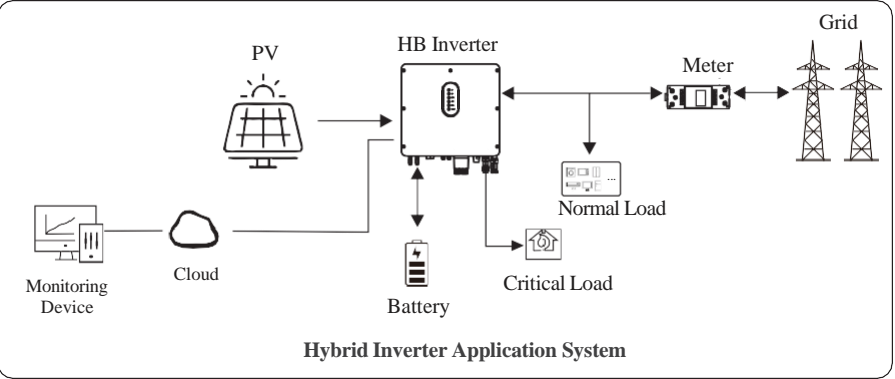 Grid
HB Inverter
PV
Meter
Normal Load
Cloud
Critical Load
Monitoring
Device
Battery
Hybrid Inverter Application System